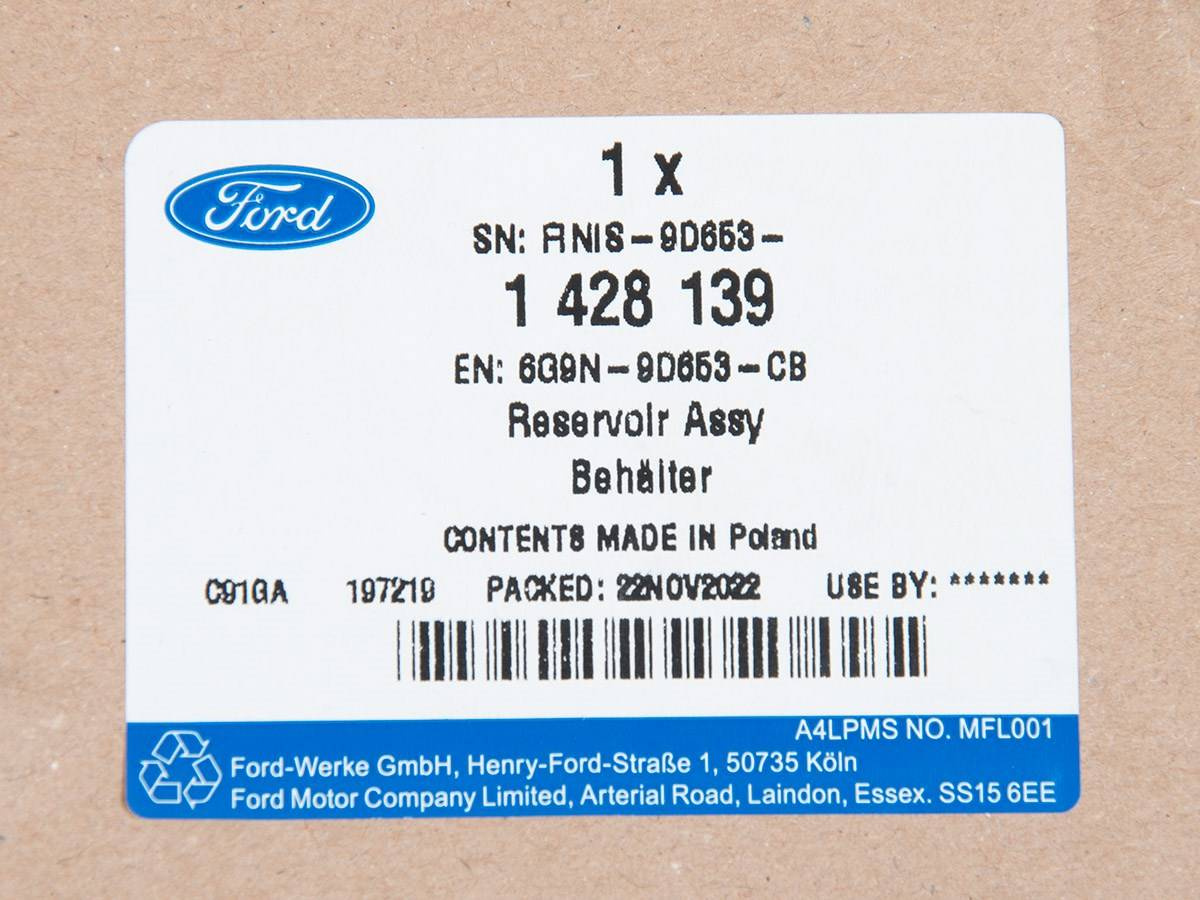 Ford
1 x
SN: FINIS-9D653-
1 428 139
EN: 6G9N-9D653-CB
Reservoir Assy
Behälter
CONTENTS MADE IN Poland
C91GA 197219 PACKED: 22NOV2022 USE BY: *******
A4LPMS NO. MFL001
Ford-Werke GmbH, Henry-Ford-Straße 1, 50735 Köln
Ford Motor Company Limited, Arterial Road, Laindon, Essex. SS15 6EE